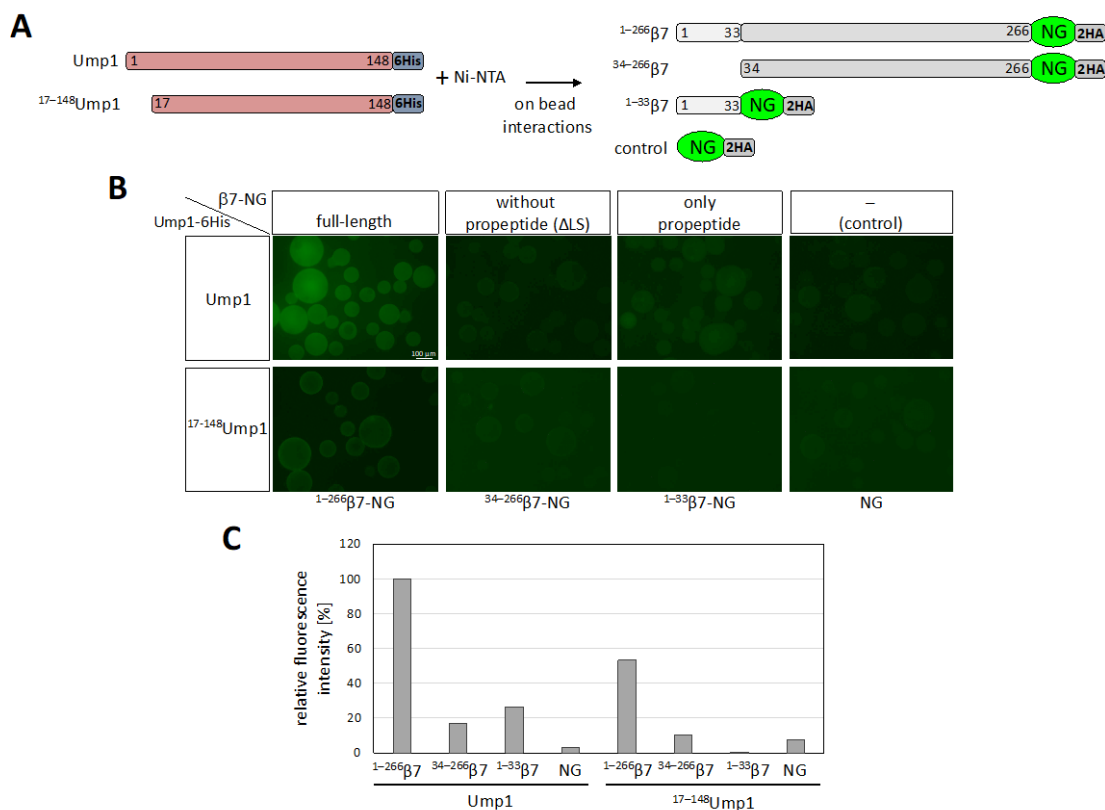 A
Ump1 1 148 6His
17–148Ump1 17 148 6His
+ Ni-NTA
on bead
interactions
1–266β7 1 33 266 NG 2HA
34–266β7 34 266 NG 2HA
1–33β7 1 33 NG 2HA
control NG 2HA
B
β7-NG
Ump1-6His
full-length
without
propeptide (ΔLS)
only
propeptide
–
(control)
Ump1
100 µm
17-148Ump1
1–266β7-NG 34–266β7-NG 1–33β7-NG NG
C
relative fluorescence
intensity [%]
120
100
80
60
40
20
0
1–266β7 34–266β7 1–33β7 NG 1–266β7 34–266β7 1–33β7 NG
Ump1 17–148Ump1